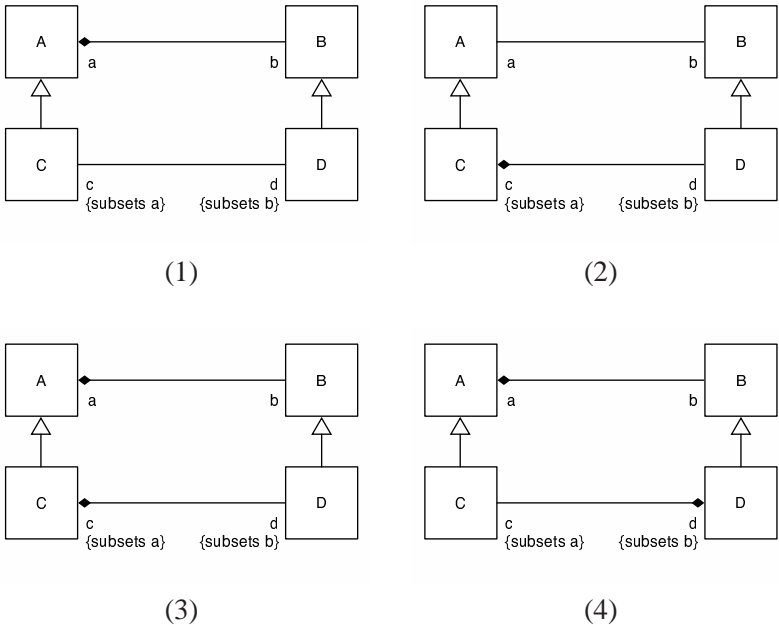 A
B
a
b
C
D
c
d
{subsets a}
{subsets b}
(1)
A
B
a
b
C
D
c
d
{subsets a}
{subsets b}
(2)
A
B
a
b
C
D
c
d
{subsets a}
{subsets b}
(3)
A
B
a
b
C
D
c
d
{subsets a}
{subsets b}
(4)